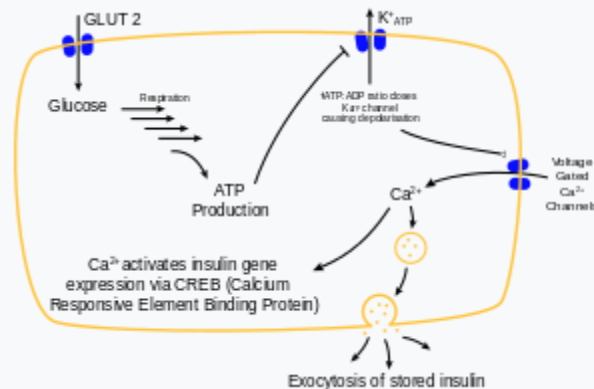 GLUT 2
K⁺ATP
Glucose
Respiration
↑ATP:ADP ratio closes
KATP channel
causing depolarisation
ATP
Production
Voltage
Gated
Ca²⁺
Channels
Ca²⁺
Ca²⁺ activates insulin gene
expression via CREB (Calcium
Responsive Element Binding Protein)
Exocytosis of stored insulin